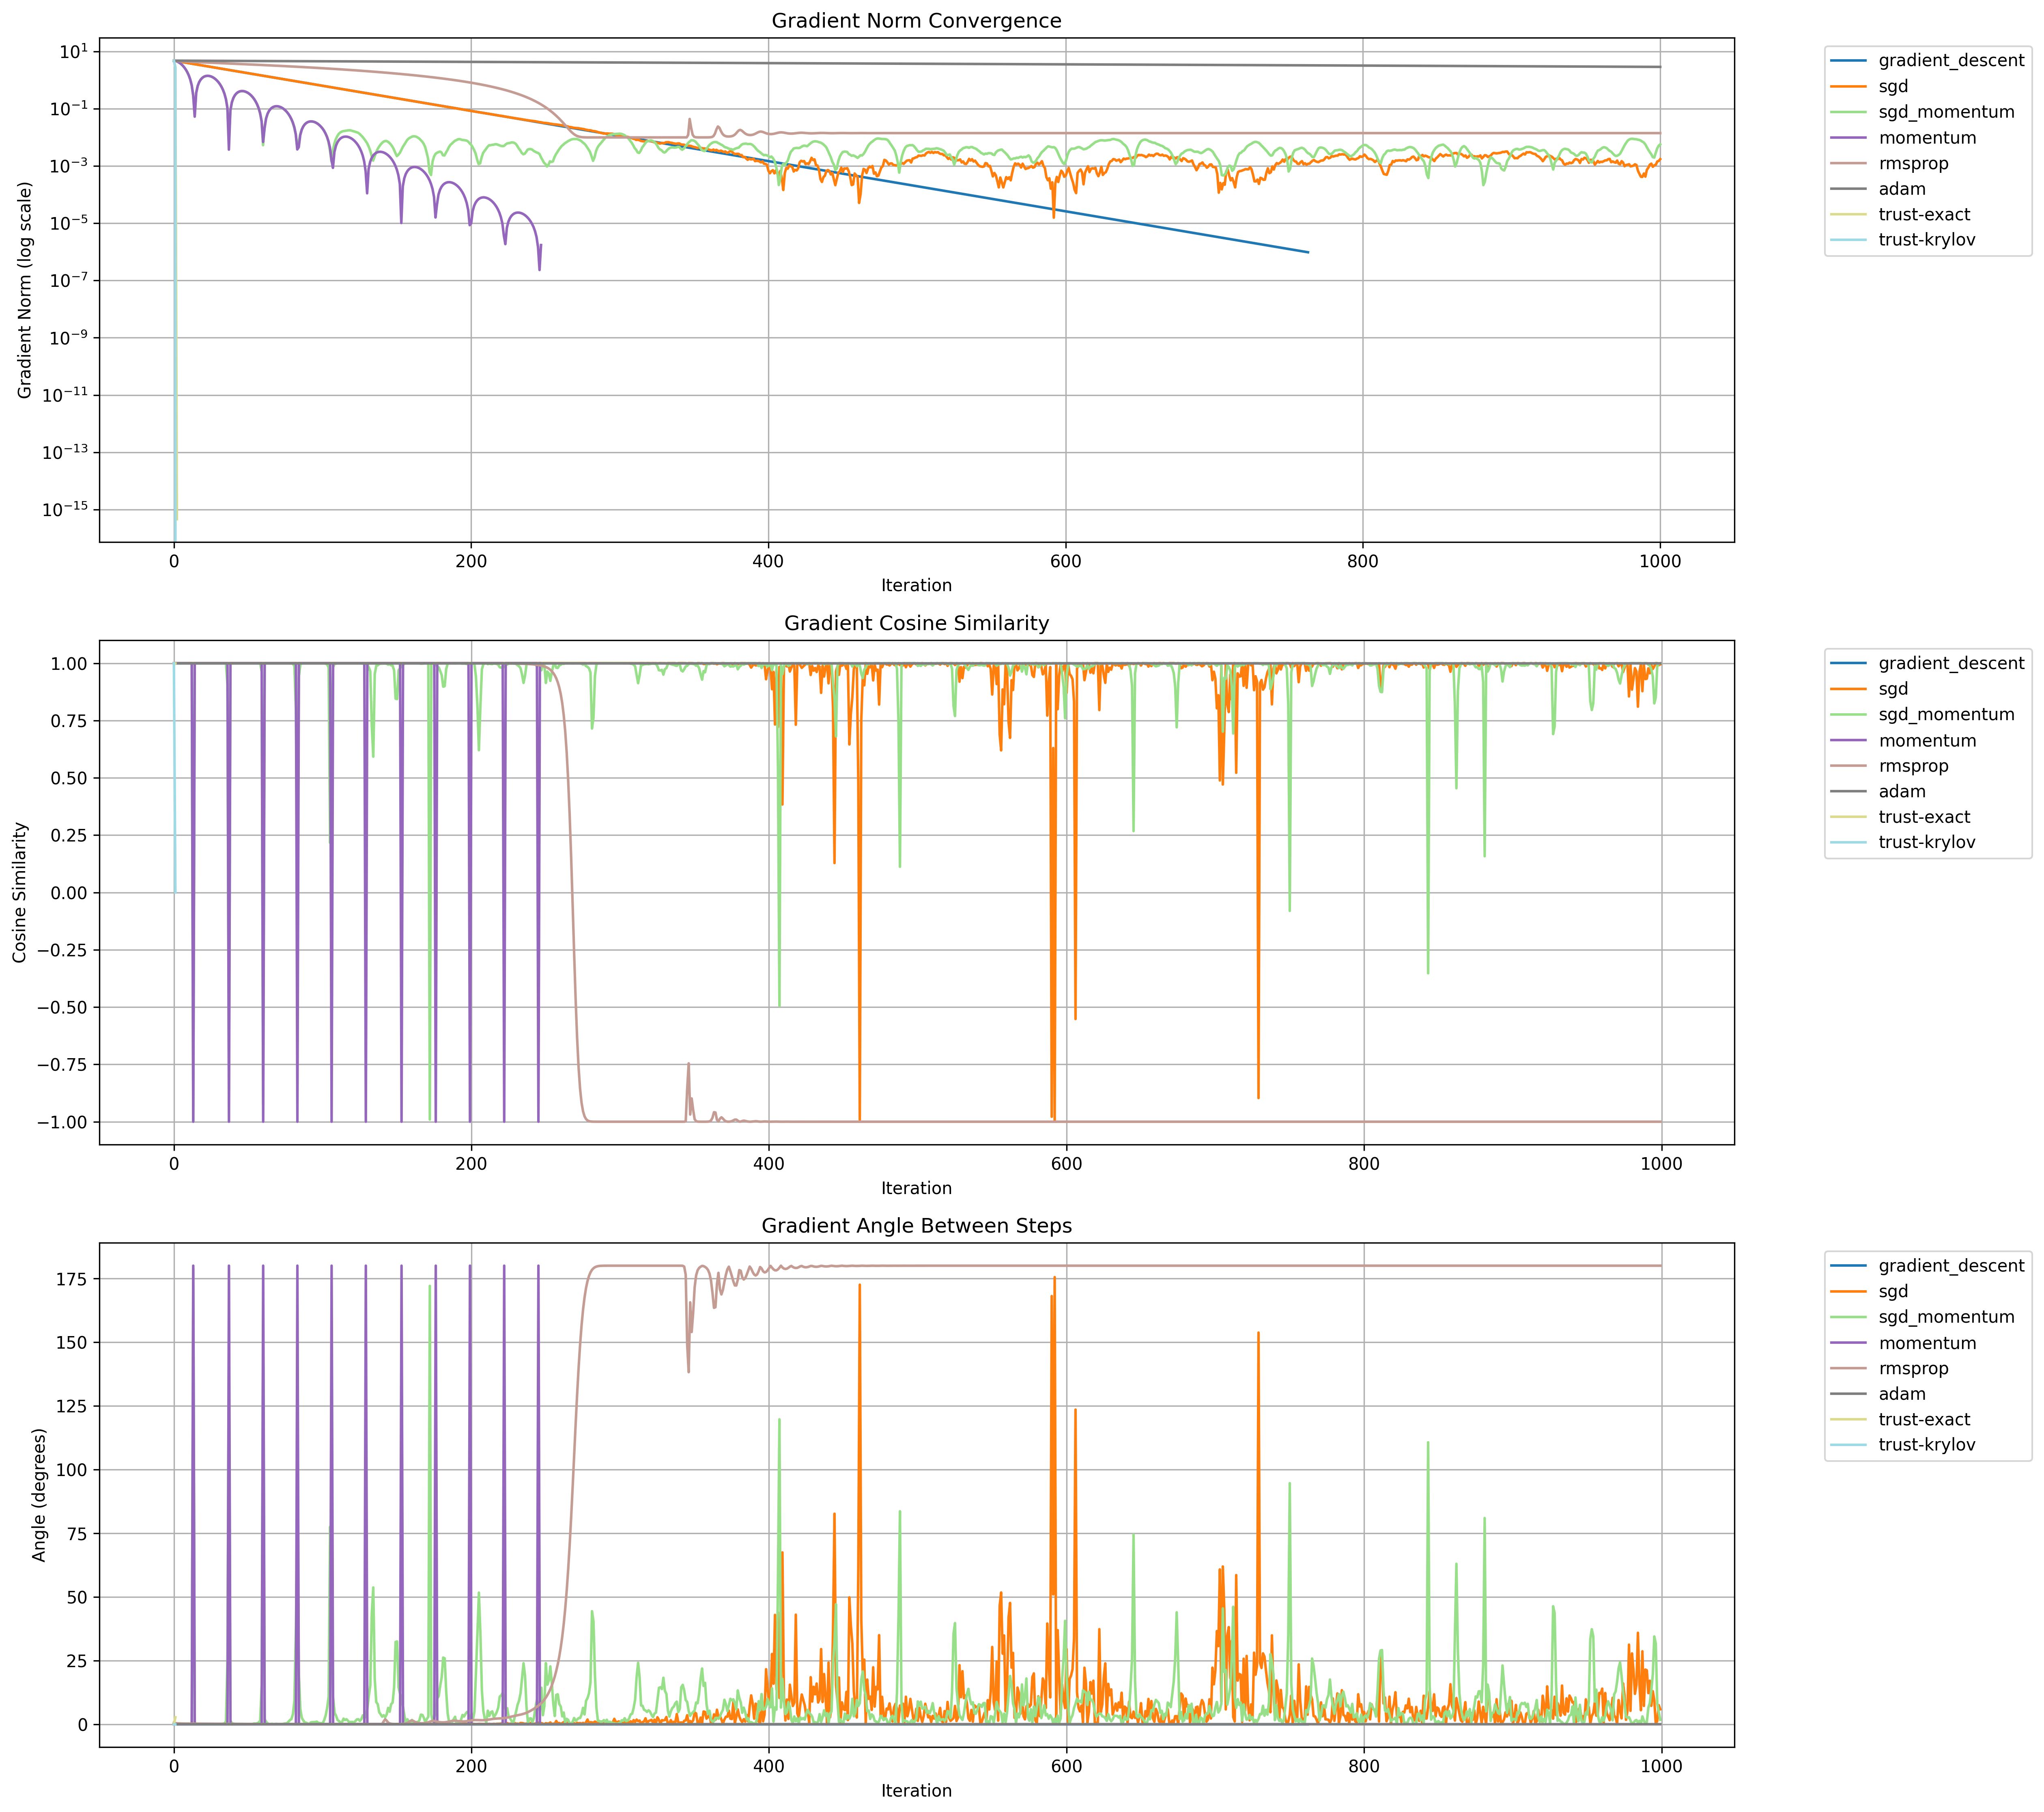 Gradient Norm Convergence
Gradient Norm (log scale)
10¹
10⁻¹
10⁻³
10⁻⁵
10⁻⁷
10⁻⁹
10⁻¹¹
10⁻¹³
10⁻¹⁵
0 200 400 600 800 1000
Iteration
gradient_descent
sgd
sgd_momentum
momentum
rmsprop
adam
trust-exact
trust-krylov
Gradient Cosine Similarity
Cosine Similarity
1.00
0.75
0.50
0.25
0.00
−0.25
−0.50
−0.75
−1.00
0 200 400 600 800 1000
Iteration
gradient_descent
sgd
sgd_momentum
momentum
rmsprop
adam
trust-exact
trust-krylov
Gradient Angle Between Steps
Angle (degrees)
175
150
125
100
75
50
25
0
0 200 400 600 800 1000
Iteration
gradient_descent
sgd
sgd_momentum
momentum
rmsprop
adam
trust-exact
trust-krylov